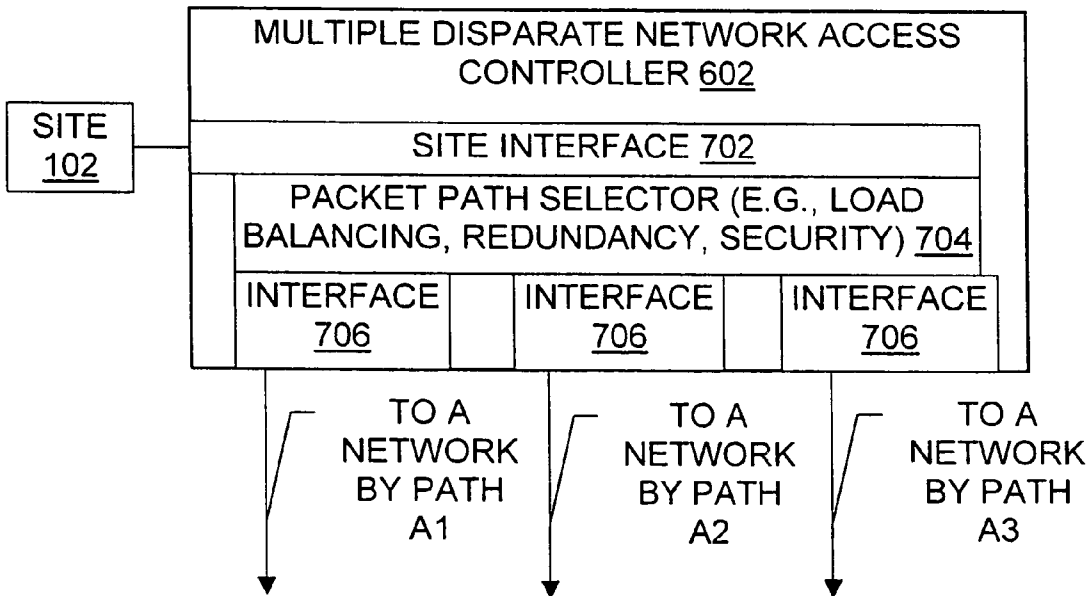 MULTIPLE DISPARATE NETWORK ACCESS
CONTROLLER 602
SITE
102
SITE INTERFACE 702
PACKET PATH SELECTOR (E.G., LOAD
BALANCING, REDUNDANCY, SECURITY) 704
INTERFACE
706
INTERFACE
706
INTERFACE
706
TO A
NETWORK
BY PATH
A1
TO A
NETWORK
BY PATH
A2
TO A
NETWORK
BY PATH
A3